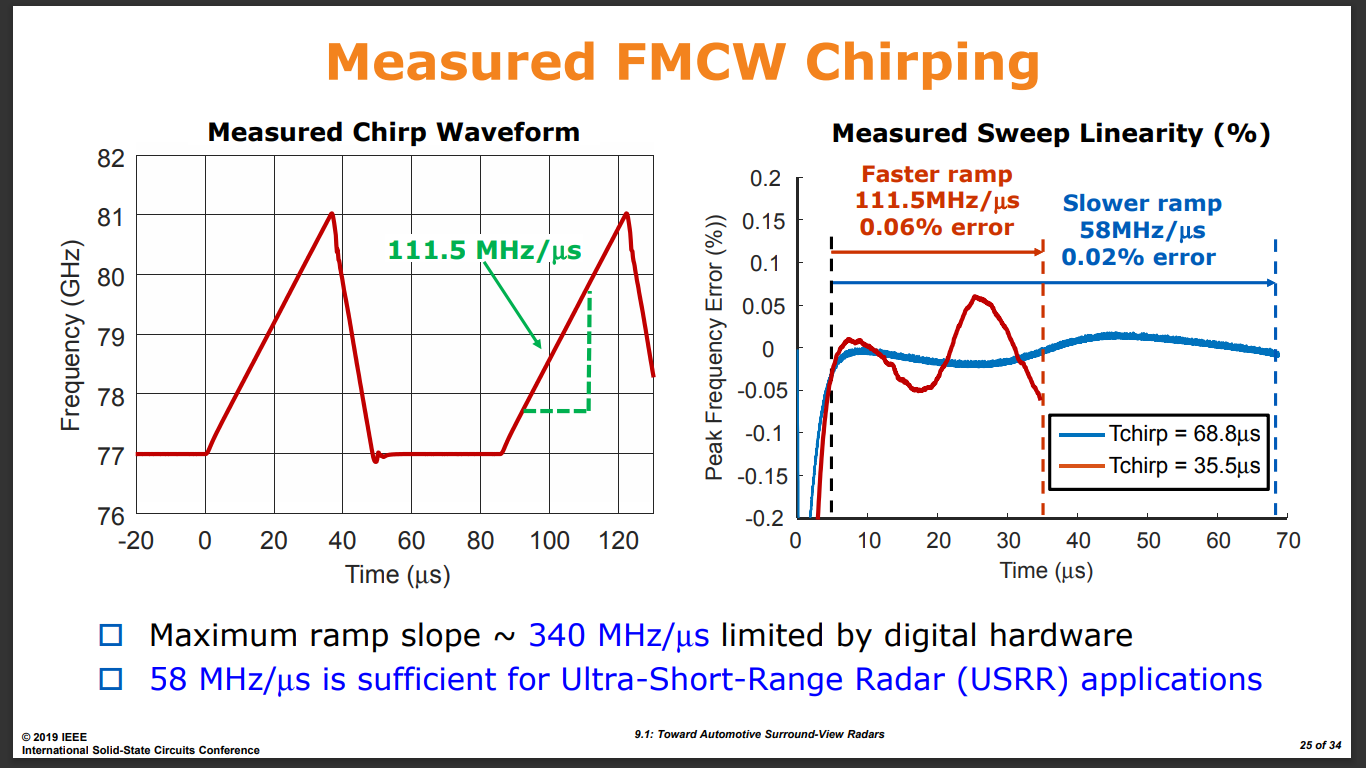 Measured FMCW Chirping
Measured Chirp Waveform
82
81
80
79
78
77
76
Frequency (GHz)
111.5 MHz/μs
-20
0
20
40
60
80
100
120
Time (μs)
Measured Sweep Linearity (%)
0.2
0.15
0.1
0.05
0
-0.05
-0.1
-0.15
-0.2
Peak Frequency Error (%))
Faster ramp
111.5MHz/μs
0.06% error
Slower ramp
58MHz/μs
0.02% error
Tchirp = 68.8μs
Tchirp = 35.5μs
0
10
20
30
40
50
60
70
Time (μs)
Maximum ramp slope ~ 340 MHz/μs limited by digital hardware
58 MHz/μs is sufficient for Ultra-Short-Range Radar (USRR) applications
© 2019 IEEE
International Solid-State Circuits Conference
9.1: Toward Automotive Surround-View Radars
25 of 34